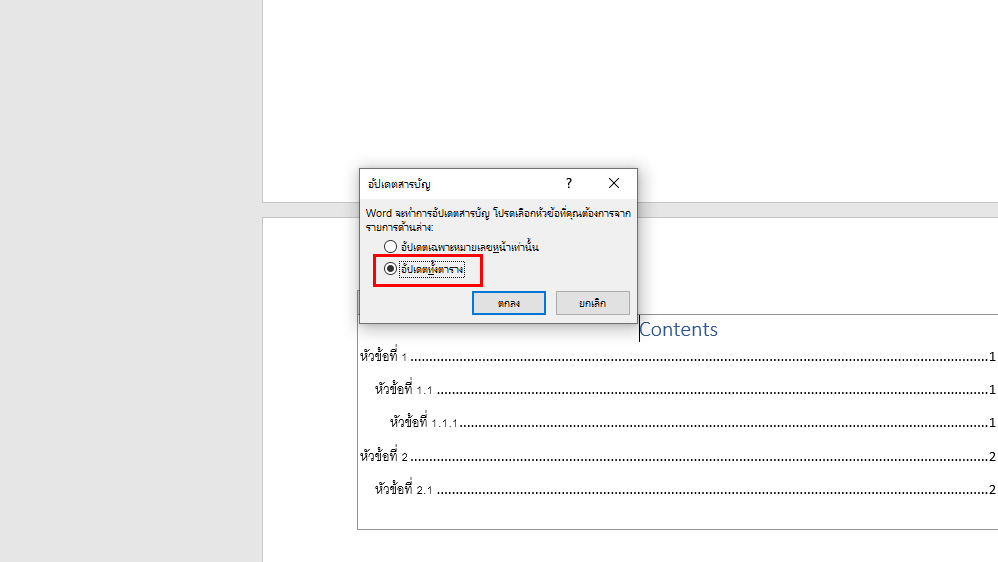 อัปเดตสารบัญ ?
Word จะทำการอัปเดตสารบัญ โปรดเลือกหัวข้อที่คุณต้องการจาก
รายการด้านล่าง:
อัปเดตเฉพาะหมายเลขหน้าเท่านั้น
อัปเดตทั้งตาราง
ตกลง ยกเลิก
Contents
หัวข้อที่ 1 ........................................ 1
หัวข้อที่ 1.1 ........................................ 1
หัวข้อที่ 1.1.1 ........................................ 1
หัวข้อที่ 2 ........................................ 2
หัวข้อที่ 2.1 ........................................ 2